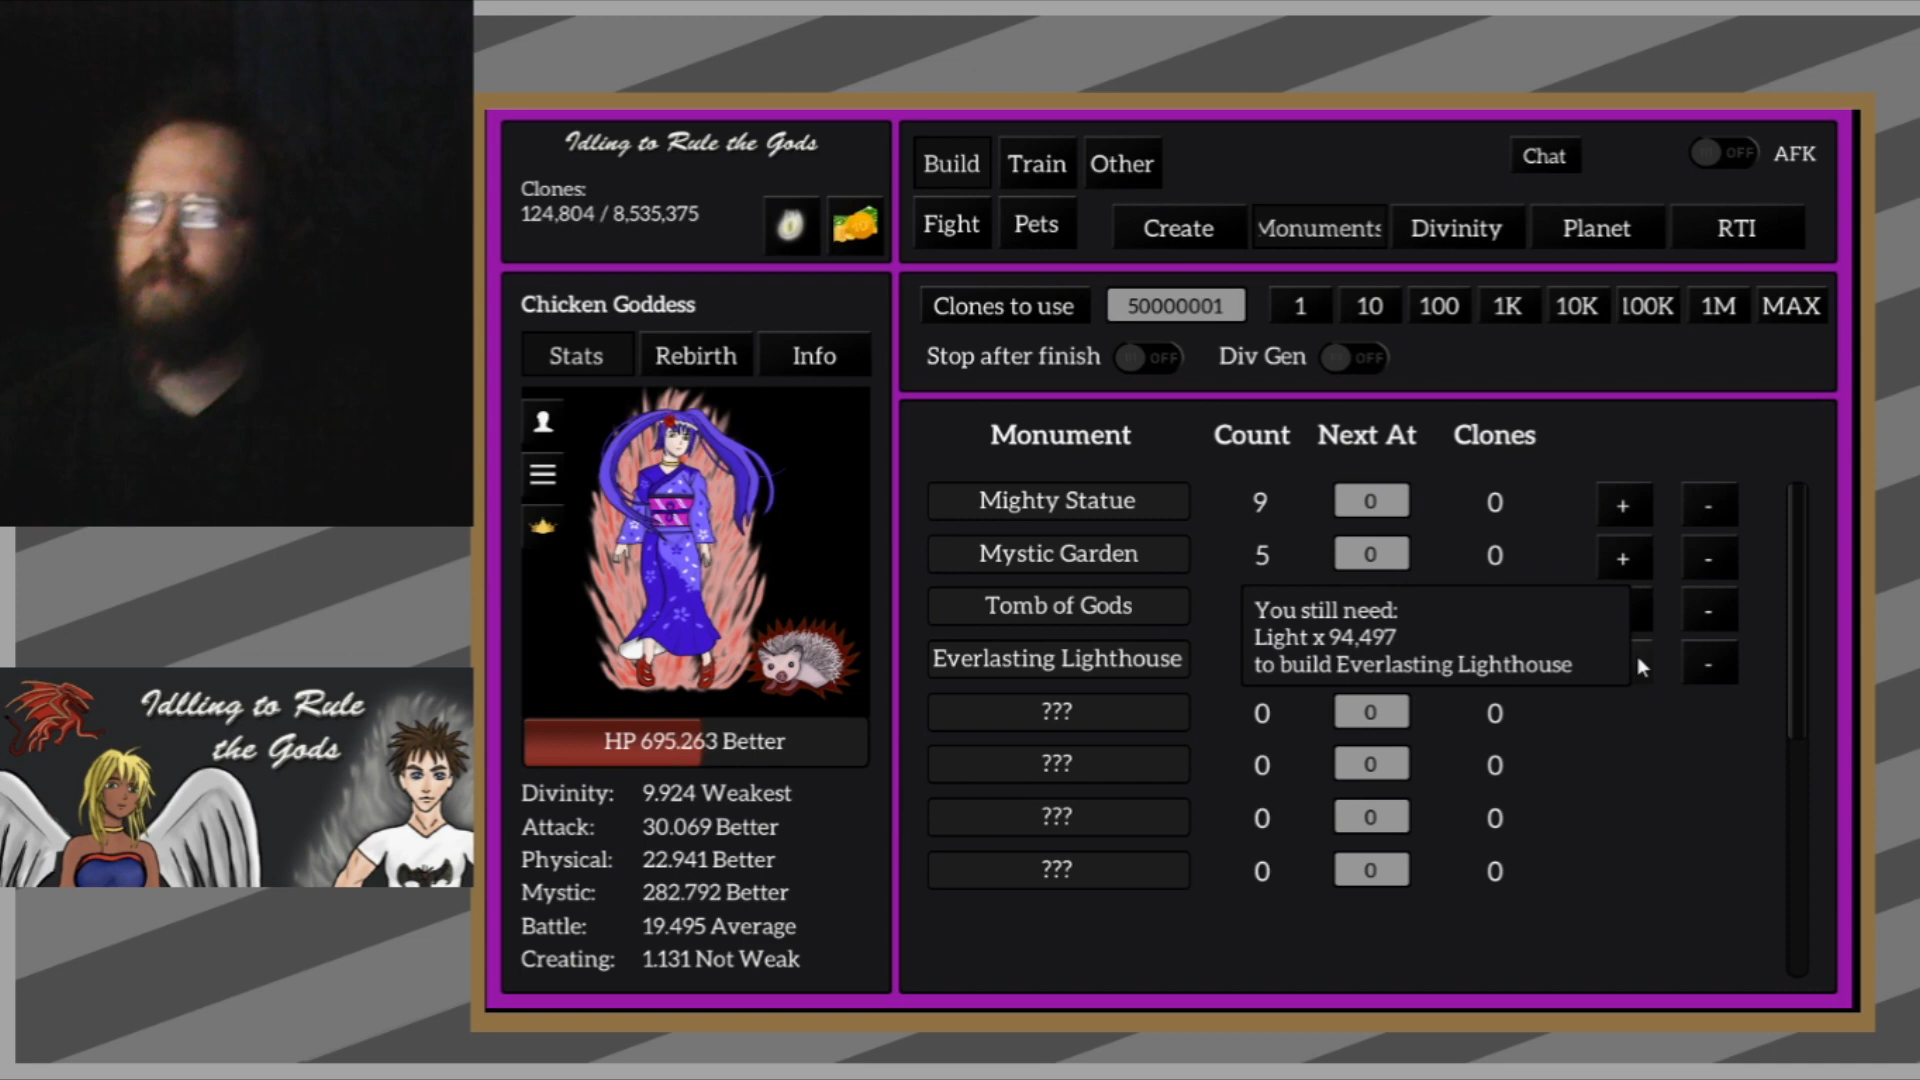 Idling to Rule the Gods
Clones:
124,804 / 8,535,375
Build
Train
Other
Chat
OFF
AFK
Fight
Pets
Create
Monuments
Divinity
Planet
RTI
Chicken Goddess
Stats
Rebirth
Info
Clones to use
50000001
1
10
100
1K
10K
100K
1M
MAX
Stop after finish
OFF
Div Gen
OFF
Monument
Count
Next At
Clones
Mighty Statue
9
0
0
+
-
Mystic Garden
5
0
0
+
-
Tomb of Gods
-
Everlasting Lighthouse
-
You still need:
Light x 94,497
to build Everlasting Lighthouse
???
0
0
0
???
0
0
0
???
0
0
0
???
0
0
0
HP 695.263 Better
Divinity: 9.924 Weakest
Attack: 30.069 Better
Physical: 22.941 Better
Mystic: 282.792 Better
Battle: 19.495 Average
Creating: 1.131 Not Weak
Idlling to Rule
the Gods